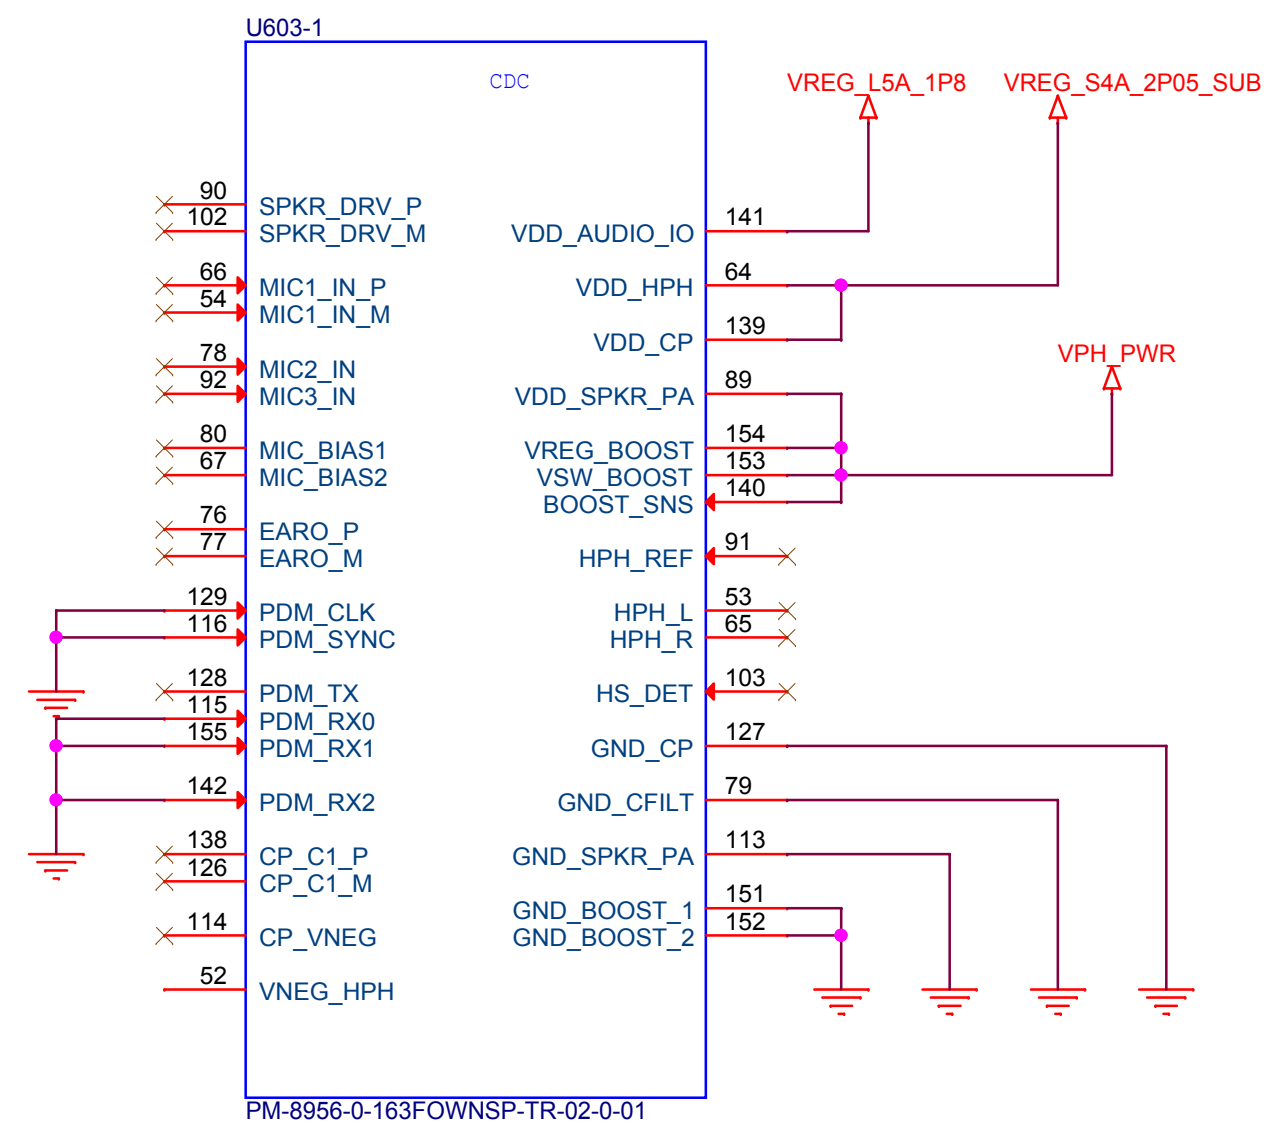 U603-1
CDC
VREG_L5A_1P8
VREG_S4A_2P05_SUB
90 SPKR_DRV_P
102 SPKR_DRV_M
VDD_AUDIO_IO 141
66 MIC1_IN_P
VDD_HPH 64
54 MIC1_IN_M
VDD_CP 139
VPH_PWR
78 MIC2_IN
92 MIC3_IN
VDD_SPKR_PA 89
80 MIC_BIAS1
VREG_BOOST 154
67 MIC_BIAS2
VSW_BOOST 153
BOOST_SNS 140
76 EARO_P
77 EARO_M
HPH_REF 91
129 PDM_CLK
HPH_L 53
116 PDM_SYNC
HPH_R 65
128 PDM_TX
HS_DET 103
115 PDM_RX0
155 PDM_RX1
GND_CP 127
142 PDM_RX2
GND_CFILT 79
138 CP_C1_P
GND_SPKR_PA 113
126 CP_C1_M
GND_BOOST_1 151
114 CP_VNEG
GND_BOOST_2 152
52 VNEG_HPH
PM-8956-0-163FOWNSP-TR-02-0-01